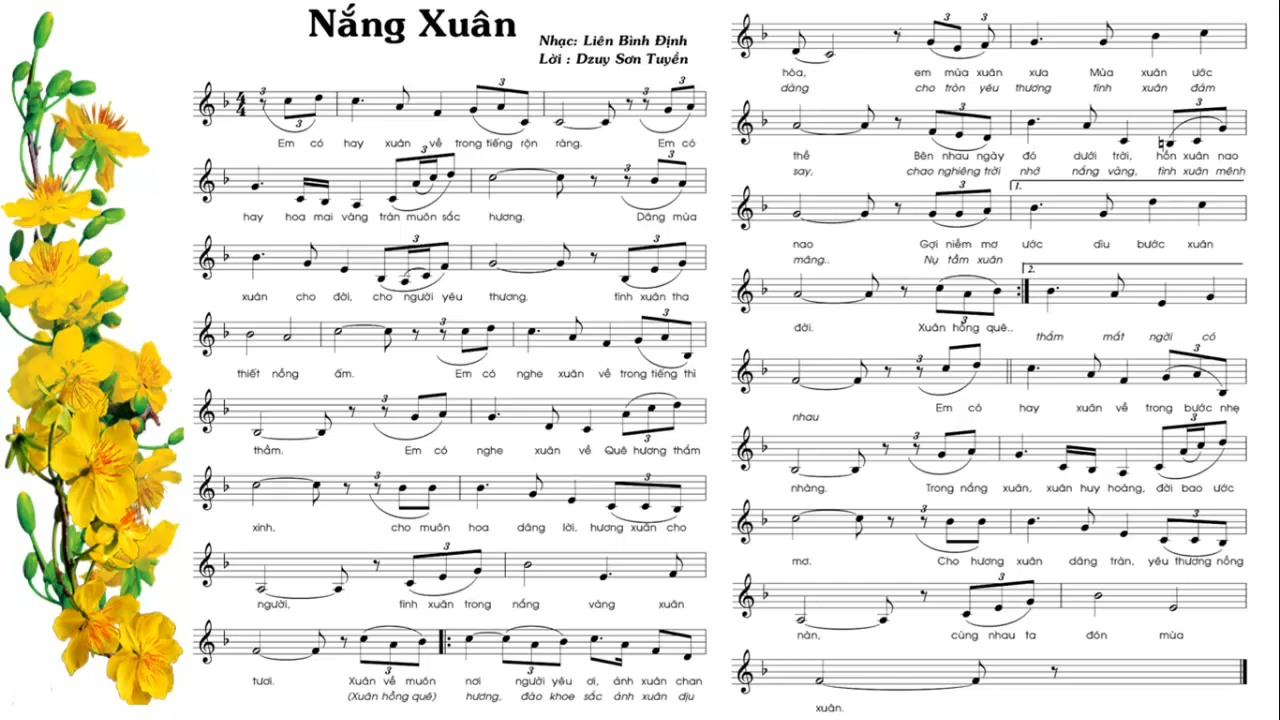 Nắng Xuân
Nhạc: Liên Bình Định
Lời : Dzuy Sơn Tuyền
Em có hay xuân về trong tiếng rộn ràng. Em có
hay hoa mai vàng tràn muôn sắc hương. Dâng mùa
xuân cho đời, cho người yêu thương. tình xuân tha
thiết nồng ấm. Em có nghe xuân về trong tiếng thì
thầm. Em có nghe xuân về Quê hương thắm
xinh. cho muôn hoa dâng lời, hương xuân cho
người, tình xuân trong nắng vàng xuân
tươi. Xuân về muôn nơi người yêu ơi, ánh xuân chan
(Xuân hồng quê) hương, đào khoe sắc ánh xuân dịu
hòa, em mùa xuân xưa Mùa xuân ước
dàng cho tròn yêu thương tình xuân đắm
thề Bên nhau ngày đó dưới trời, hồn xuân nao
say, chao nghiêng trời nhớ nắng vàng, tình xuân mênh
nao Gợi niềm mơ ước dìu bước xuân
mâng.. Nụ tầm xuân
đời. Xuân hồng quê..
thắm mắt ngời có
nhau Em có hay xuân về trong bước nhẹ
nhàng. Trong nắng xuân, xuân huy hoàng, đời bao ước
mơ. Cho hương xuân dâng tràn, yêu thương nồng
nàn, cùng nhau ta đón mùa
xuân.